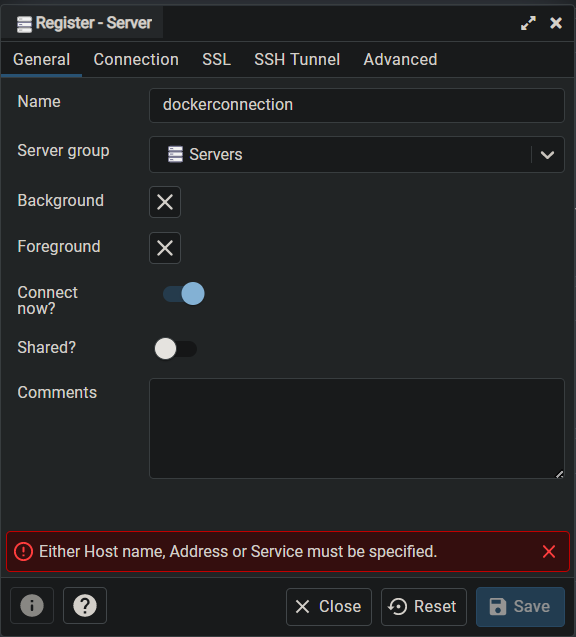 Register - Server
General Connection SSL SSH Tunnel Advanced
Name dockerconnection
Server group Servers
Background
Foreground
Connect
now?
Shared?
Comments
Either Host name, Address or Service must be specified.
Close Reset Save